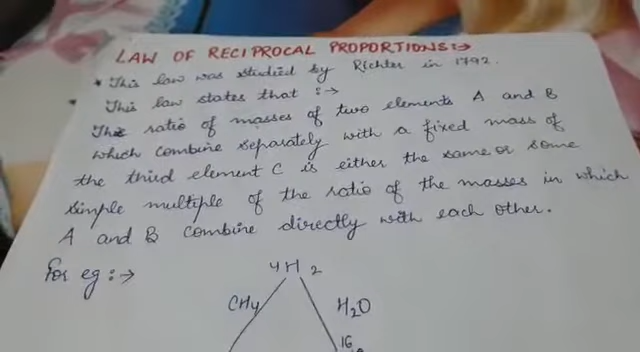 LAW OF RECIPROCAL PROPORTIONS:→
* This law was studied by Richter in 1792.
This law states that :→
The ratio of masses of two elements A and B
which combine separately with a fixed mass of
the third element C is either the same or some
simple multiple of the ratio of the masses in which
A and B combine directly with each other.
For eg :→
4 H 2
CH4 H2O
16